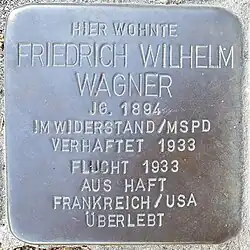 HIER WOHNTE
FRIEDRICH WILHELM
WAGNER
JG. 1894
IM WIDERSTAND/MSPD
VERHAFTET 1933
FLUCHT 1933
AUS HAFT
FRANKREICH/USA
ÜBERLEBT